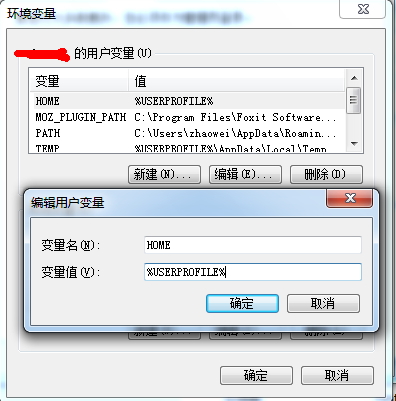 环境变量
的用户变量(U)
变量 值
HOME %USERPROFILE%
MOZ_PLUGIN_PATH C:\Program Files\Foxit Software...
PATH C:\Users\zhaowei\AppData\Roamin...
TEMP %USERPROFILE%\AppData\Local\Temp
新建(N)... 编辑(E)... 删除(D)
编辑用户变量
变量名(N): HOME
变量值(V): %USERPROFILE%
确定 取消
确定 取消